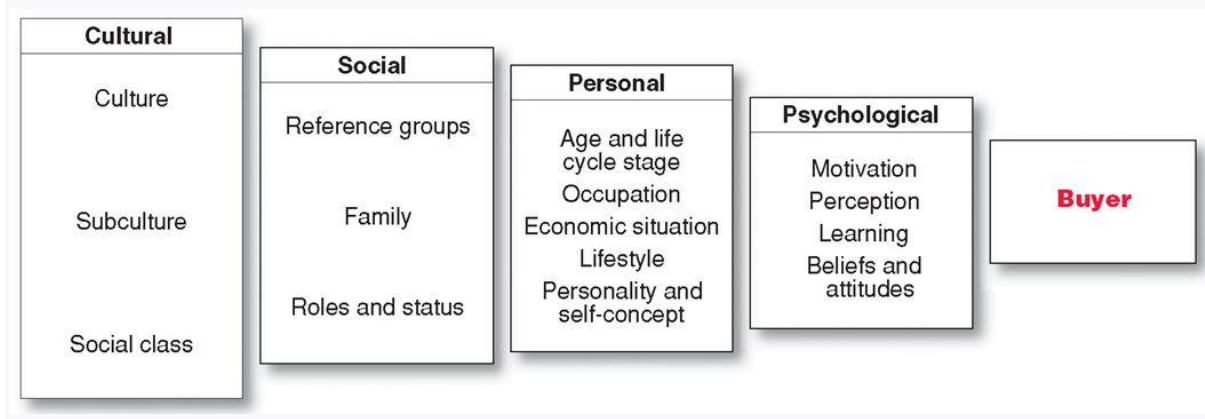 Cultural
Culture
Subculture
Social class
Social
Reference groups
Family
Roles and status
Personal
Age and life
cycle stage
Occupation
Economic situation
Lifestyle
Personality and
self-concept
Psychological
Motivation
Perception
Learning
Beliefs and
attitudes
Buyer